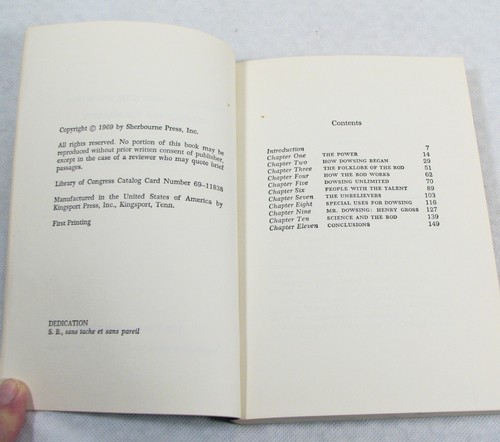 Copyright © 1969 by Sherbourne Press, Inc.
All rights reserved. No portion of this book may be
reproduced without prior written consent of publisher,
except in the case of a reviewer who may quote brief
passages.
Library of Congress Catalog Card Number 69-11838
Manufactured in the United States of America by
Kingsport Press, Inc., Kingsport, Tenn.
First Printing
DEDICATION
S. B., sans tache et sans pareil
Contents
Introduction 7
Chapter One THE POWER 14
Chapter Two HOW DOWSING BEGAN 29
Chapter Three THE FOLKLORE OF THE ROD 51
Chapter Four HOW THE ROD WORKS 62
Chapter Five DOWSING UNLIMITED 70
Chapter Six PEOPLE WITH THE TALENT 89
Chapter Seven THE UNBELIEVERS 103
Chapter Eight SPECIAL USES FOR DOWSING 116
Chapter Nine MR. DOWSING: HENRY GROSS 127
Chapter Ten SCIENCE AND THE ROD 139
Chapter Eleven CONCLUSIONS 149